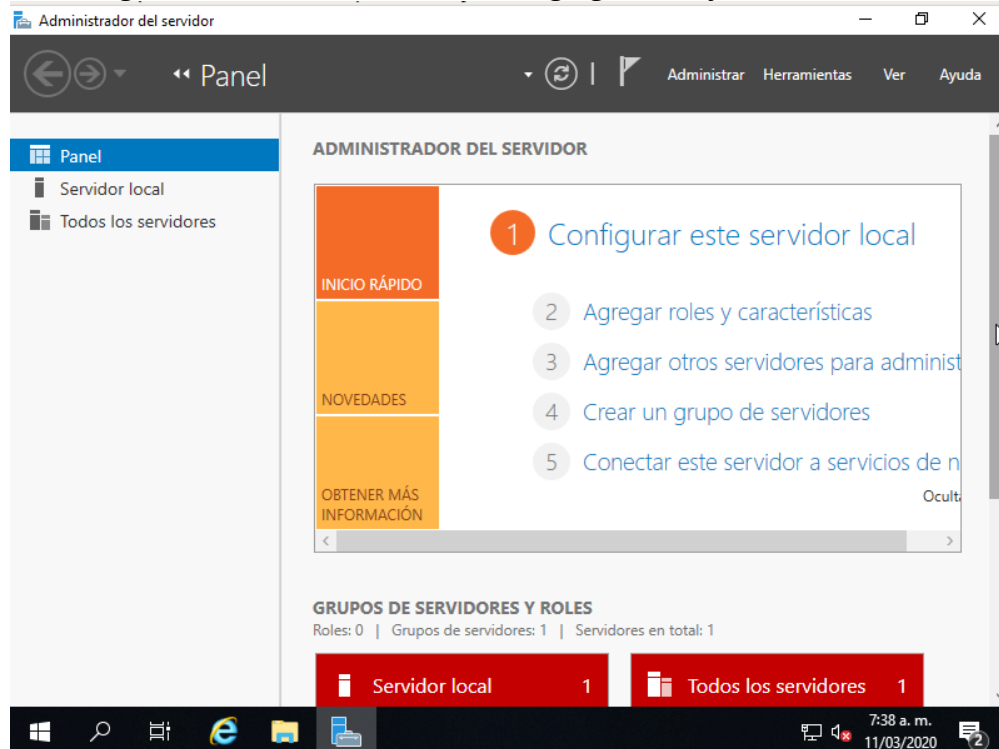 Administrador del servidor
Panel
Administrar Herramientas Ver Ayuda
Panel
Servidor local
Todos los servidores
ADMINISTRADOR DEL SERVIDOR
INICIO RÁPIDO
NOVEDADES
OBTENER MÁS
INFORMACIÓN
1 Configurar este servidor local
2 Agregar roles y características
3 Agregar otros servidores para administ
4 Crear un grupo de servidores
5 Conectar este servidor a servicios de n
Oculta
GRUPOS DE SERVIDORES Y ROLES
Roles: 0 | Grupos de servidores: 1 | Servidores en total: 1
Servidor local 1
Todos los servidores 1
7:38 a. m.
11/03/2020
2